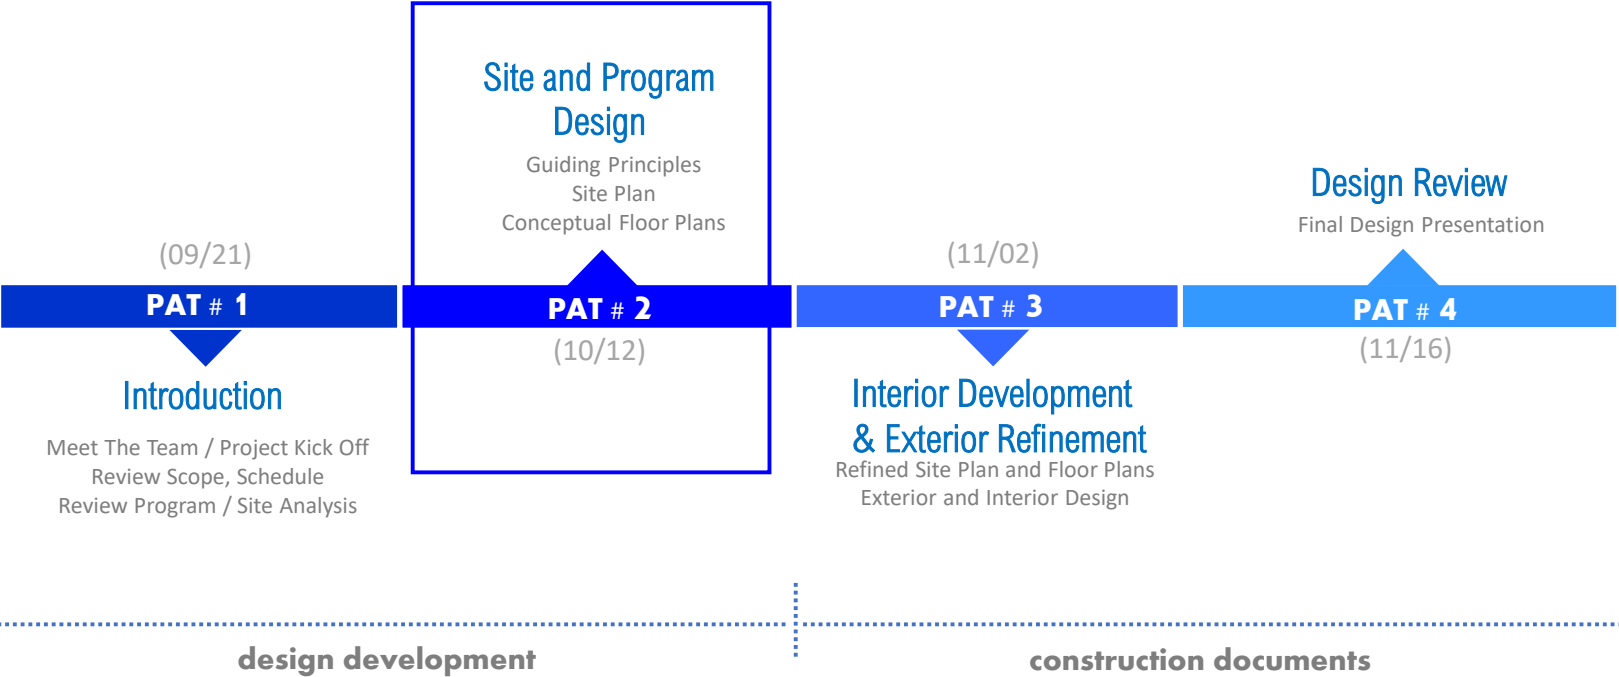 (09/21)
PAT # 1
Introduction
Meet The Team / Project Kick Off
Review Scope, Schedule
Review Program / Site Analysis
Site and Program
Design
Guiding Principles
Site Plan
Conceptual Floor Plans
PAT # 2
(10/12)
(11/02)
PAT # 3
Interior Development
& Exterior Refinement
Refined Site Plan and Floor Plans
Exterior and Interior Design
Design Review
Final Design Presentation
PAT # 4
(11/16)
design development
construction documents